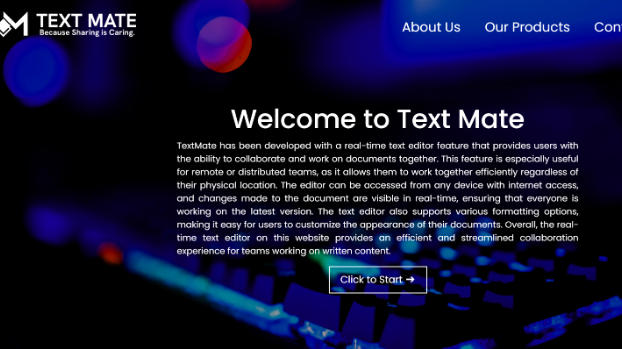 TEXT MATE
Because Sharing is Caring.
About Us
Our Products
Welcome to Text Mate
TextMate has been developed with a real-time text editor feature that provides users with
the ability to collaborate and work on documents together. This feature is especially useful
for remote or distributed teams, as it allows them to work together efficiently regardless of
their physical location. The editor can be accessed from any device with internet access,
and changes made to the document are visible in real-time, ensuring that everyone is
working on the latest version. The text editor also supports various formatting options,
making it easy for users to customize the appearance of their documents. Overall, the real-
time text editor on this website provides an efficient and streamlined collaboration
experience for teams working on written content.
Click to Start ➔